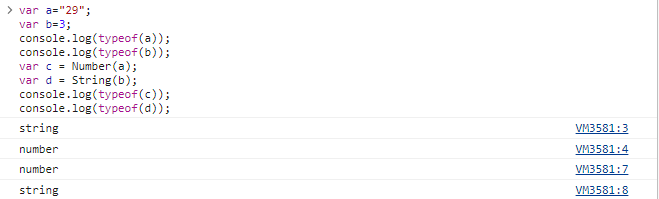 > var a="29";
var b=3;
console.log(typeof(a));
console.log(typeof(b));
var c = Number(a);
var d = String(b);
console.log(typeof(c));
console.log(typeof(d));
string VM3581:3
number VM3581:4
number VM3581:7
string VM3581:8